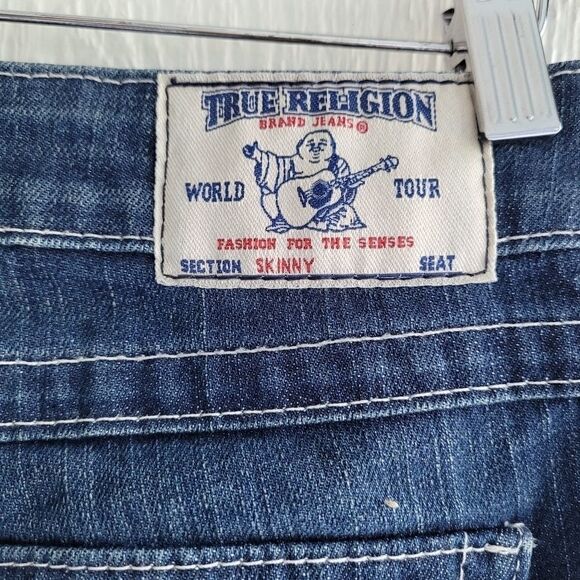 TRUE RELIGION
BRAND JEANS®
WORLD TOUR
FASHION FOR THE SENSES
SECTION SKINNY SEAT